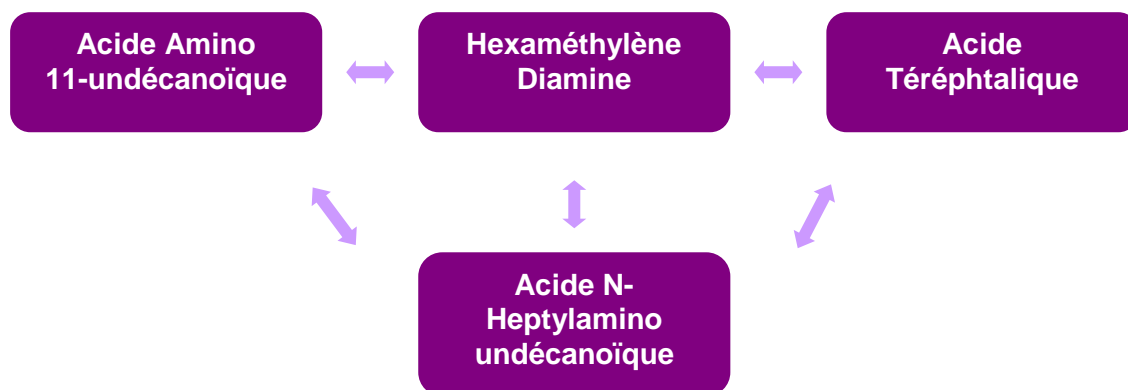 Acide Amino
11-undécanoïque
Hexaméthylène
Diamine
Acide
Téréphtalique
Acide N-
Heptylamino
undécanoïque